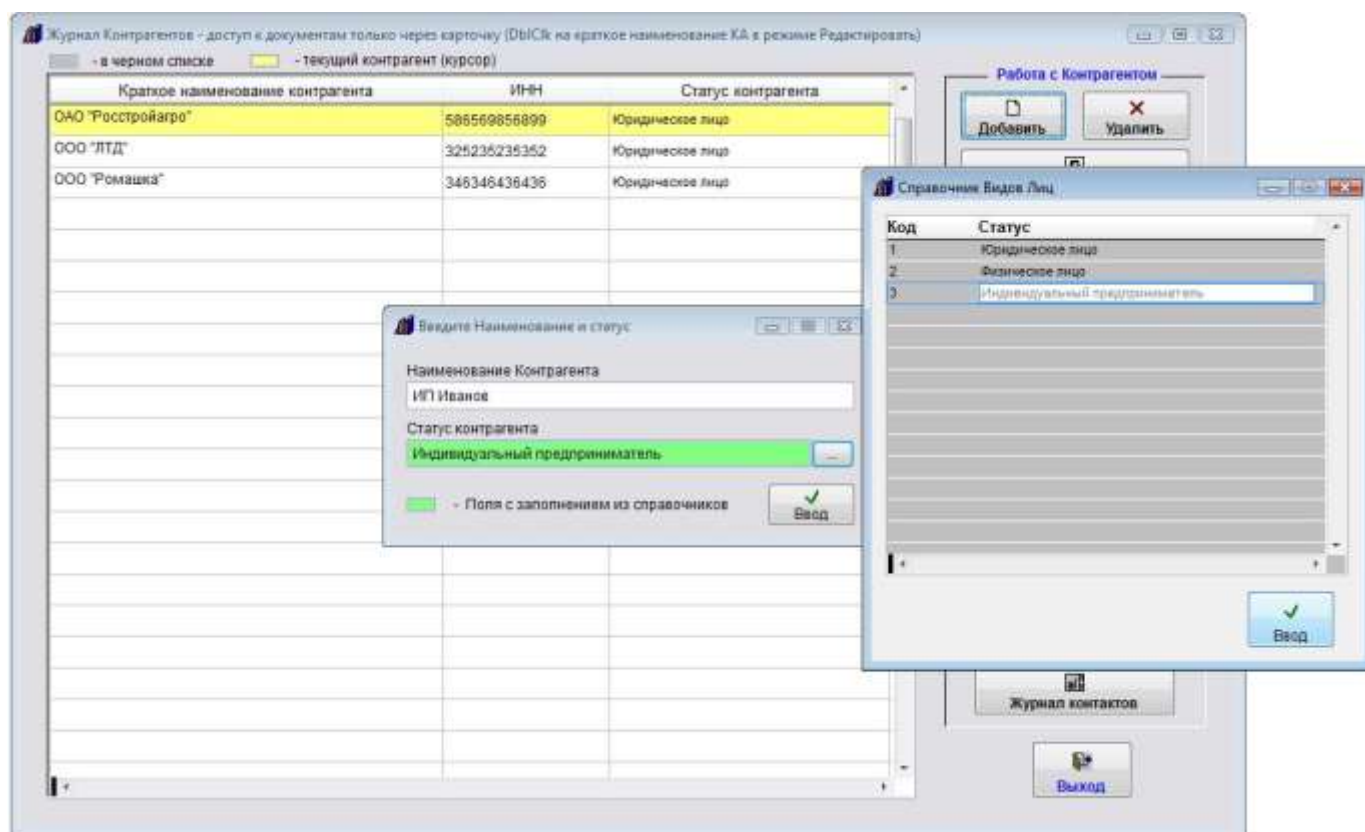 Журнал Контрагентов - доступ к документам только через карточку (DblClk на краткое наименование КА в режиме Редактировать)
- в черном списке - текущий контрагент (курсор)
Краткое наименование контрагента ИНН Статус контрагента
ОАО "Росстройагро" 586569856899 Юридическое лицо
ООО "ЛТД" 325235235352 Юридическое лицо
ООО "Ромашка" 346346436436 Юридическое лицо
Работа с Контрагентом
Добавить Удалить
Справочник Видов Лиц
Код Статус
1 Юридическое лицо
2 Физическое лицо
3 Индивидуальный предприниматель
Ввод
Введите Наименование и статус
Наименование Контрагента
ИП Иванов
Статус контрагента
Индивидуальный предприниматель ...
- Поля с заполнением из справочников
Ввод
Журнал контактов
Выход